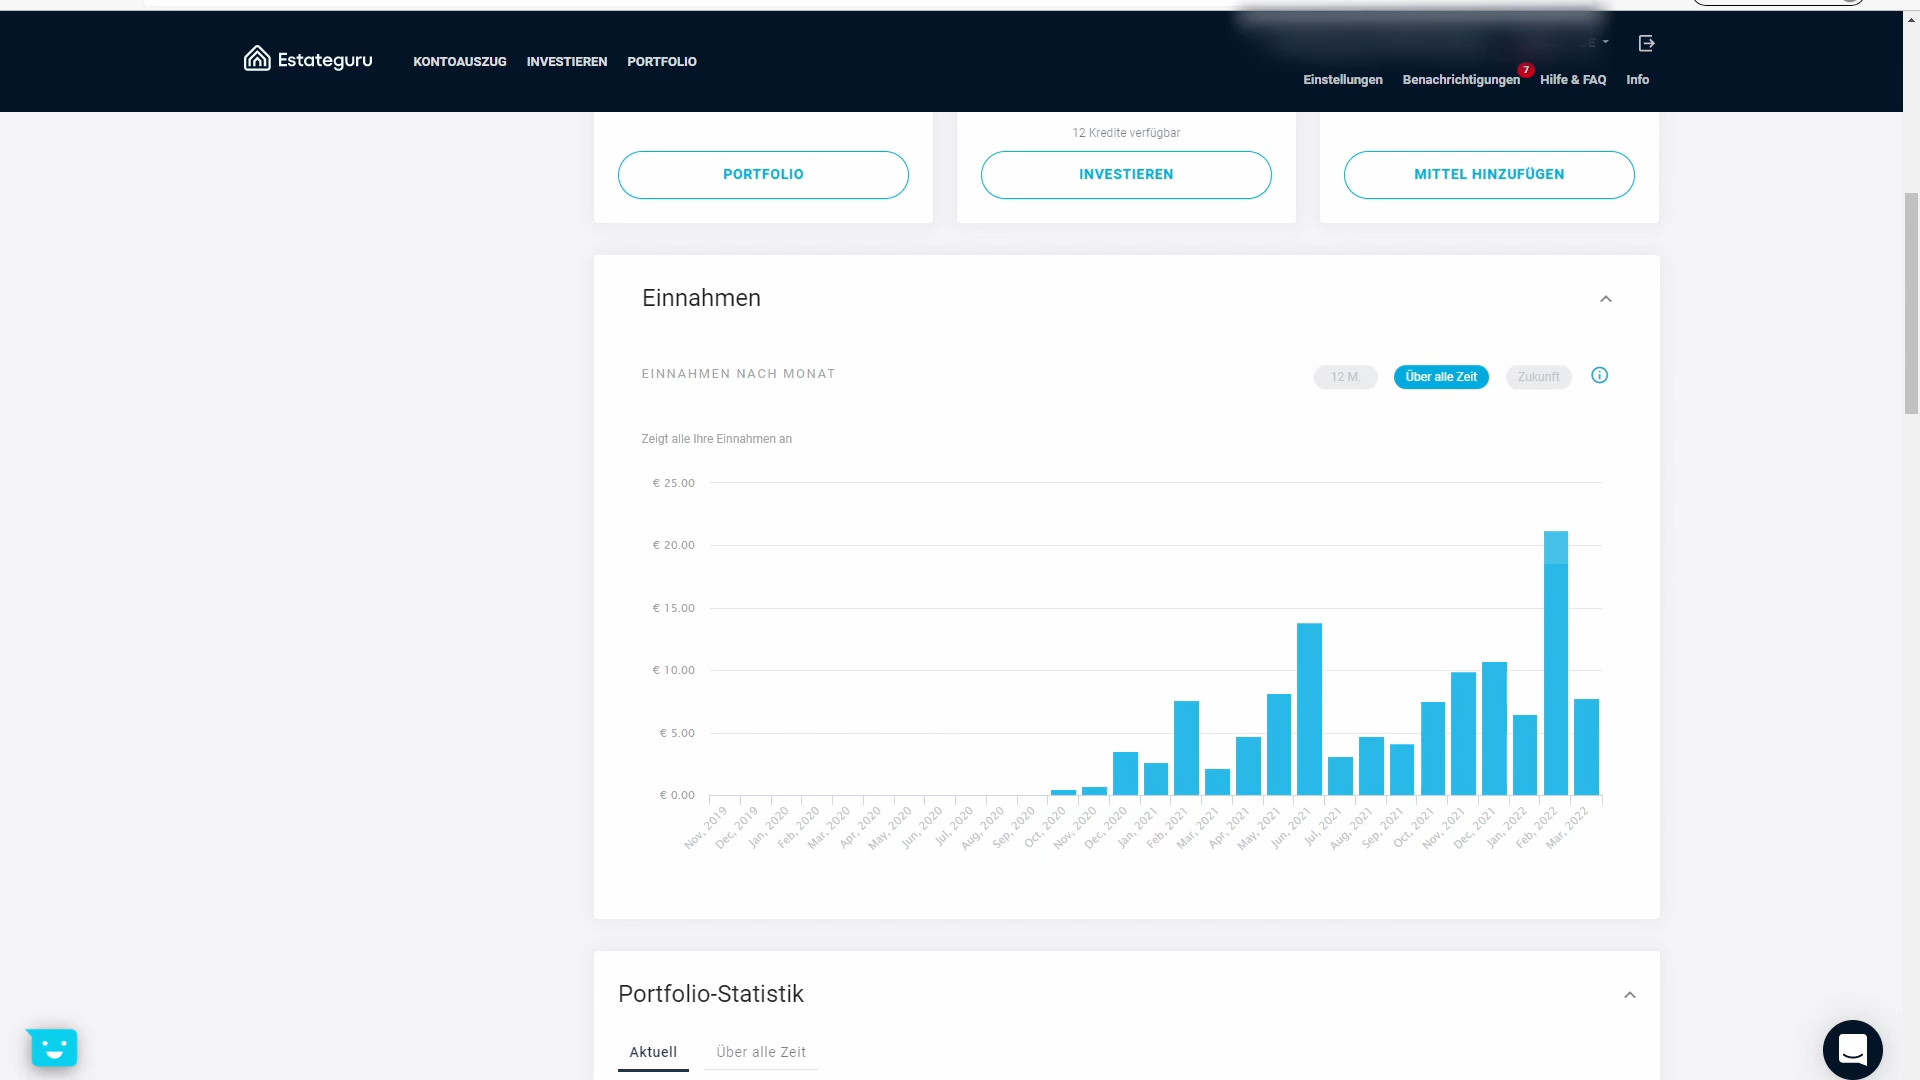 Estateguru
KONTOAUSZUG INVESTIEREN PORTFOLIO
Einstellungen Benachrichtigungen 7 Hilfe & FAQ Info
12 Kredite verfügbar
PORTFOLIO INVESTIEREN MITTEL HINZUFÜGEN
Einnahmen
EINNAHMEN NACH MONAT
12 M. Über alle Zeit Zukunft
Zeigt alle Ihre Einnahmen an
€ 25.00
€ 20.00
€ 15.00
€ 10.00
€ 5.00
€ 0.00
Nov, 2019 Dec, 2019 Jan, 2020 Feb, 2020 Mar, 2020 Apr, 2020 May, 2020 Jun, 2020 Jul, 2020 Aug, 2020 Sep, 2020 Oct, 2020 Nov, 2020 Dec, 2020 Jan, 2021 Feb, 2021 Mar, 2021 Apr, 2021 May, 2021 Jun, 2021 Jul, 2021 Aug, 2021 Sep, 2021 Oct, 2021 Nov, 2021 Dec, 2021 Jan, 2022 Feb, 2022 Mar, 2022
Portfolio-Statistik
Aktuell Über alle Zeit